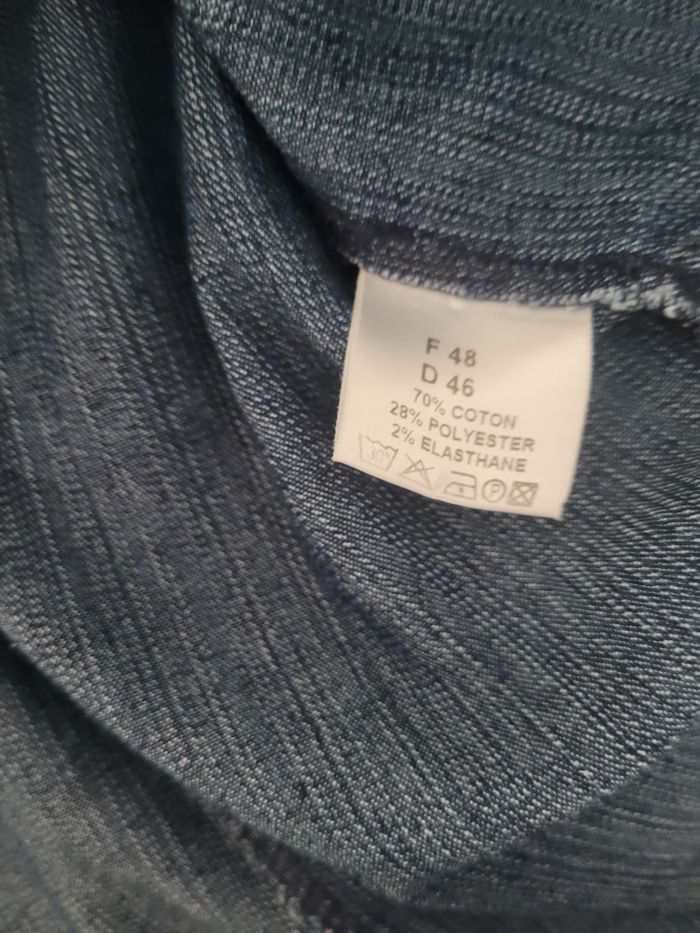 F 48
D 46
70% COTON
28% POLYESTER
2% ELASTHANE
30° P